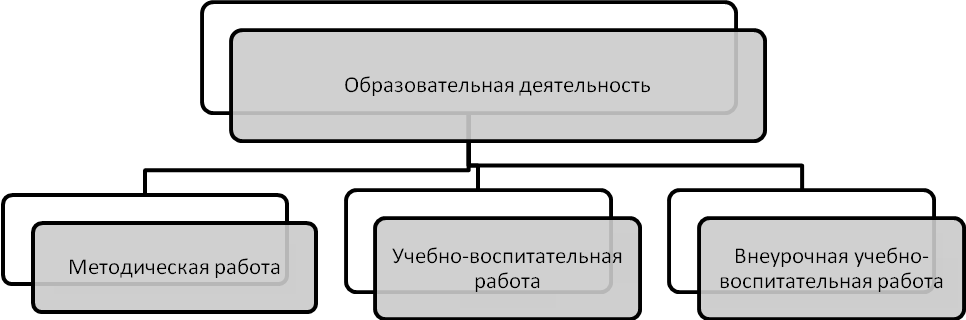 Образовательная деятельность
Методическая работа
Учебно-воспитательная
работа
Внеурочная учебно-
воспитательная работа